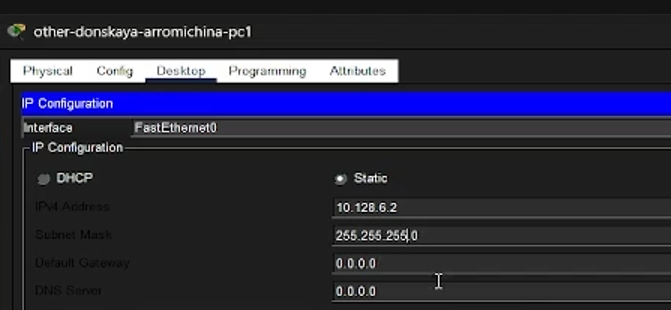 other-donskaya-arromichina-pc1
Physical Config Desktop Programming Attributes
IP Configuration
Interface FastEthernet0
IP Configuration
DHCP Static
IPv4 Address 10.128.6.2
Subnet Mask 255.255.255.0
Default Gateway 0.0.0.0
DNS Server 0.0.0.0